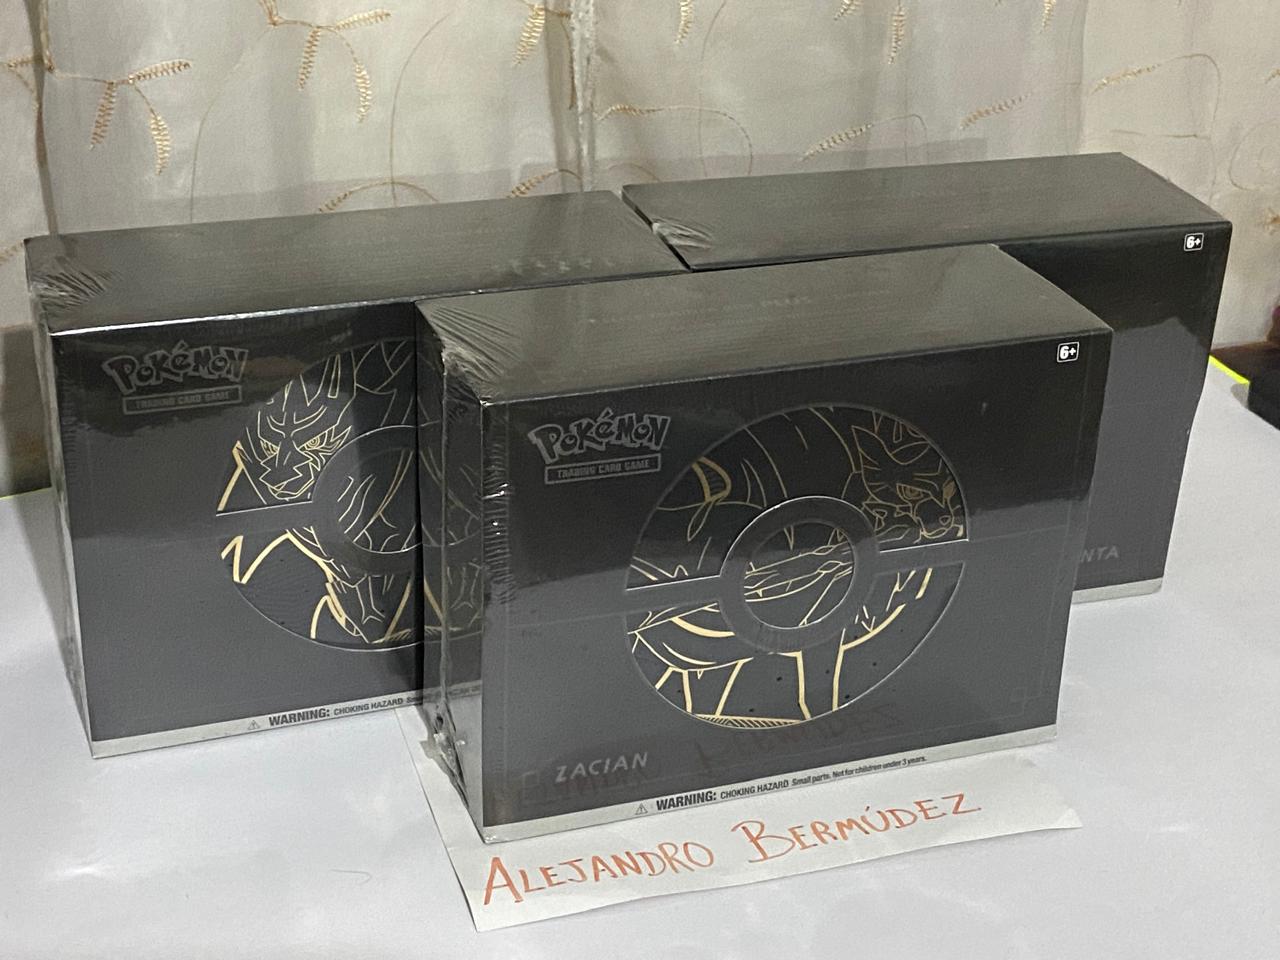 6+
6+
POKéMON
TRADING CARD GAME
POKéMON
TRADING CARD GAME
NTA
WARNING: CHOKING HAZARD
PLUS
ZACIAN
WARNING: CHOKING HAZARD Small parts. Not for children under 3 years.
ALEJANDRO BERMÚDEZ